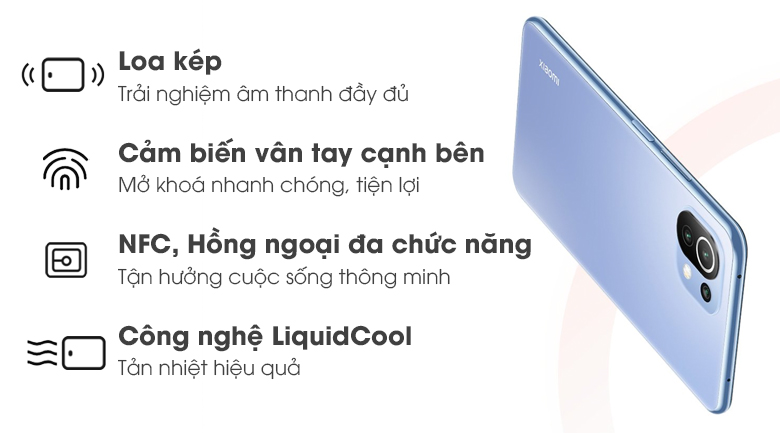 Loa kép
Trải nghiệm âm thanh đầy đủ
Cảm biến vân tay cạnh bên
Mở khoá nhanh chóng, tiện lợi
NFC, Hồng ngoại đa chức năng
Tận hưởng cuộc sống thông minh
Công nghệ LiquidCool
Tản nhiệt hiệu quả
xiaomi